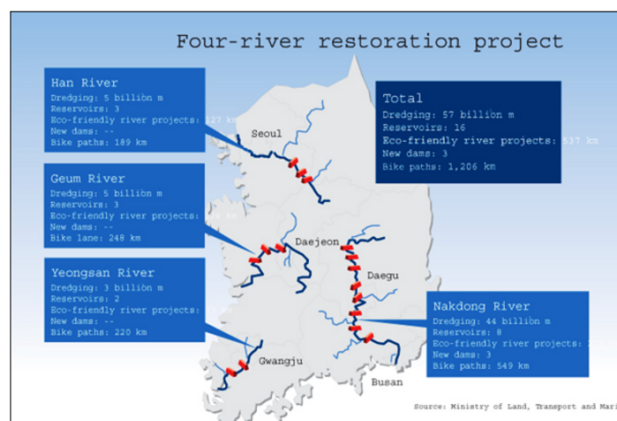 Four-river restoration project
Han River
Dredging: 5 billion m
Reservoirs: 3
Eco-friendly river projects: km
New dams: --
Bike paths: 189 km
Total
Dredging: 57 billion m
Reservoirs: 16
Eco-friendly river projects: 537 km
New dams: 3
Bike paths: 1,206 km
Seoul
Geum River
Dredging: 5 billion m
Reservoirs: 3
Eco-friendly river projects: km
New dams: --
Bike lane: 248 km
Daejeon
Daegu
Yeongsan River
Dredging: 3 billion m
Reservoirs: 2
Eco-friendly river projects:
New dams: --
Bike paths: 220 km
Nakdong River
Dredging: 44 billion m
Reservoirs: 8
Eco-friendly river projects:
New dams: 3
Bike paths: 549 km
Gwangju
Busan
Source: Ministry of Land, Transport and Mari